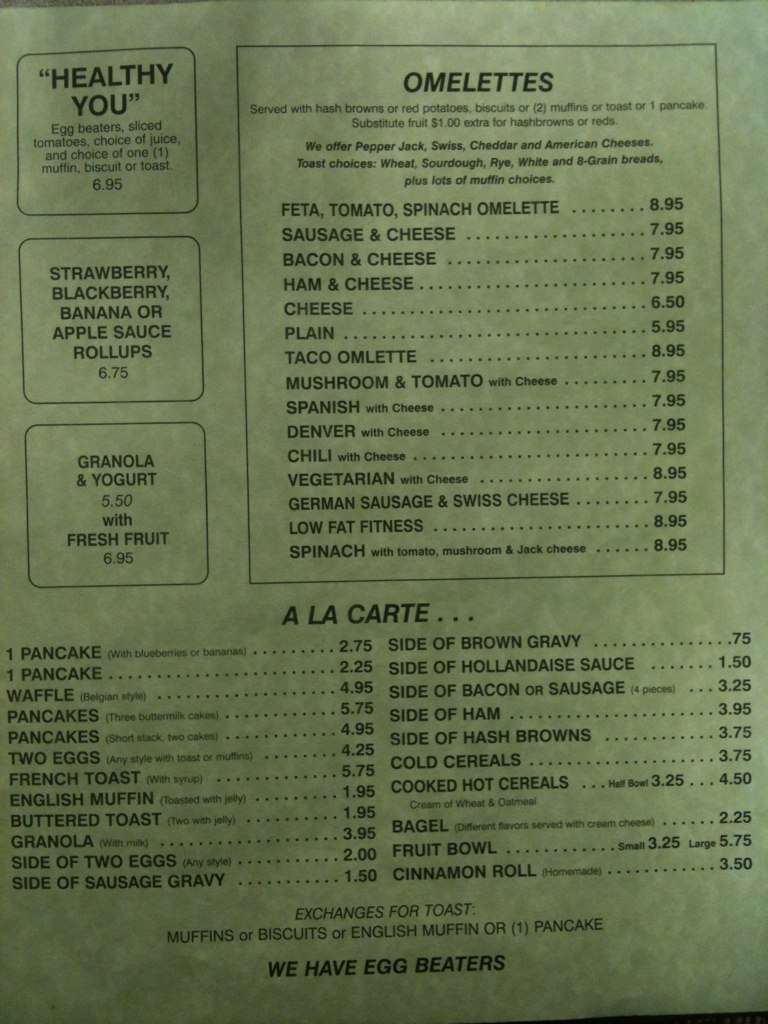 "HEALTHY
YOU"
Egg beaters, sliced
tomatoes, choice of juice,
and choice of one (1)
muffin, biscuit or toast.
6.95
STRAWBERRY,
BLACKBERRY,
BANANA OR
APPLE SAUCE
ROLLUPS
6.75
GRANOLA
& YOGURT
5.50
with
FRESH FRUIT
6.95
OMELETTES
Served with hash browns or red potatoes, biscuits or (2) muffins or toast or 1 pancake.
Substitute fruit $1.00 extra for hashbrowns or reds.
We offer Pepper Jack, Swiss, Cheddar and American Cheeses.
Toast choices: Wheat, Sourdough, Rye, White and 8-Grain breads,
plus lots of muffin choices.
FETA, TOMATO, SPINACH OMELETTE ........ 8.95
SAUSAGE & CHEESE .................... 7.95
BACON & CHEESE ...................... 7.95
HAM & CHEESE ......................... 7.95
CHEESE ............................... 6.50
PLAIN ................................. 5.95
TACO OMLETTE ........................ 8.95
MUSHROOM & TOMATO with Cheese ......... 7.95
SPANISH with Cheese ...................... 7.95
DENVER with Cheese ...................... 7.95
CHILI with Cheese ......................... 7.95
VEGETARIAN with Cheese .................. 8.95
GERMAN SAUSAGE & SWISS CHEESE ........ 7.95
LOW FAT FITNESS ........................ 8.95
SPINACH with tomato, mushroom & Jack cheese ...... 8.95
A LA CARTE . . .
1 PANCAKE (With blueberries or bananas) ......... 2.75
1 PANCAKE ........................ 2.25
WAFFLE (Belgian style) ................... 4.95
PANCAKES (Three buttermilk cakes) ........... 5.75
PANCAKES (Short stack, two cakes) ........... 4.95
TWO EGGS (Any style with toast or muffins) ......... 4.25
FRENCH TOAST (With syrup) ............ 5.75
ENGLISH MUFFIN (Toasted with jelly) ........ 1.95
BUTTERED TOAST (Two with jelly) ......... 1.95
GRANOLA (With milk) ................... 3.95
SIDE OF TWO EGGS (Any style) .......... 2.00
SIDE OF SAUSAGE GRAVY .......... 1.50
SIDE OF BROWN GRAVY ............... .75
SIDE OF HOLLANDAISE SAUCE ....... 1.50
SIDE OF BACON OR SAUSAGE (4 pieces) ... 3.25
SIDE OF HAM ..................... 3.95
SIDE OF HASH BROWNS ............ 3.75
COLD CEREALS ................... 3.75
COOKED HOT CEREALS ... Half Bowl 3.25 ... 4.50
Cream of Wheat & Oatmeal
BAGEL (Different flavors served with cream cheese) ...... 2.25
FRUIT BOWL ........... Small 3.25 Large 5.75
CINNAMON ROLL (Homemade) ........... 3.50
EXCHANGES FOR TOAST:
MUFFINS or BISCUITS or ENGLISH MUFFIN OR (1) PANCAKE
WE HAVE EGG BEATERS